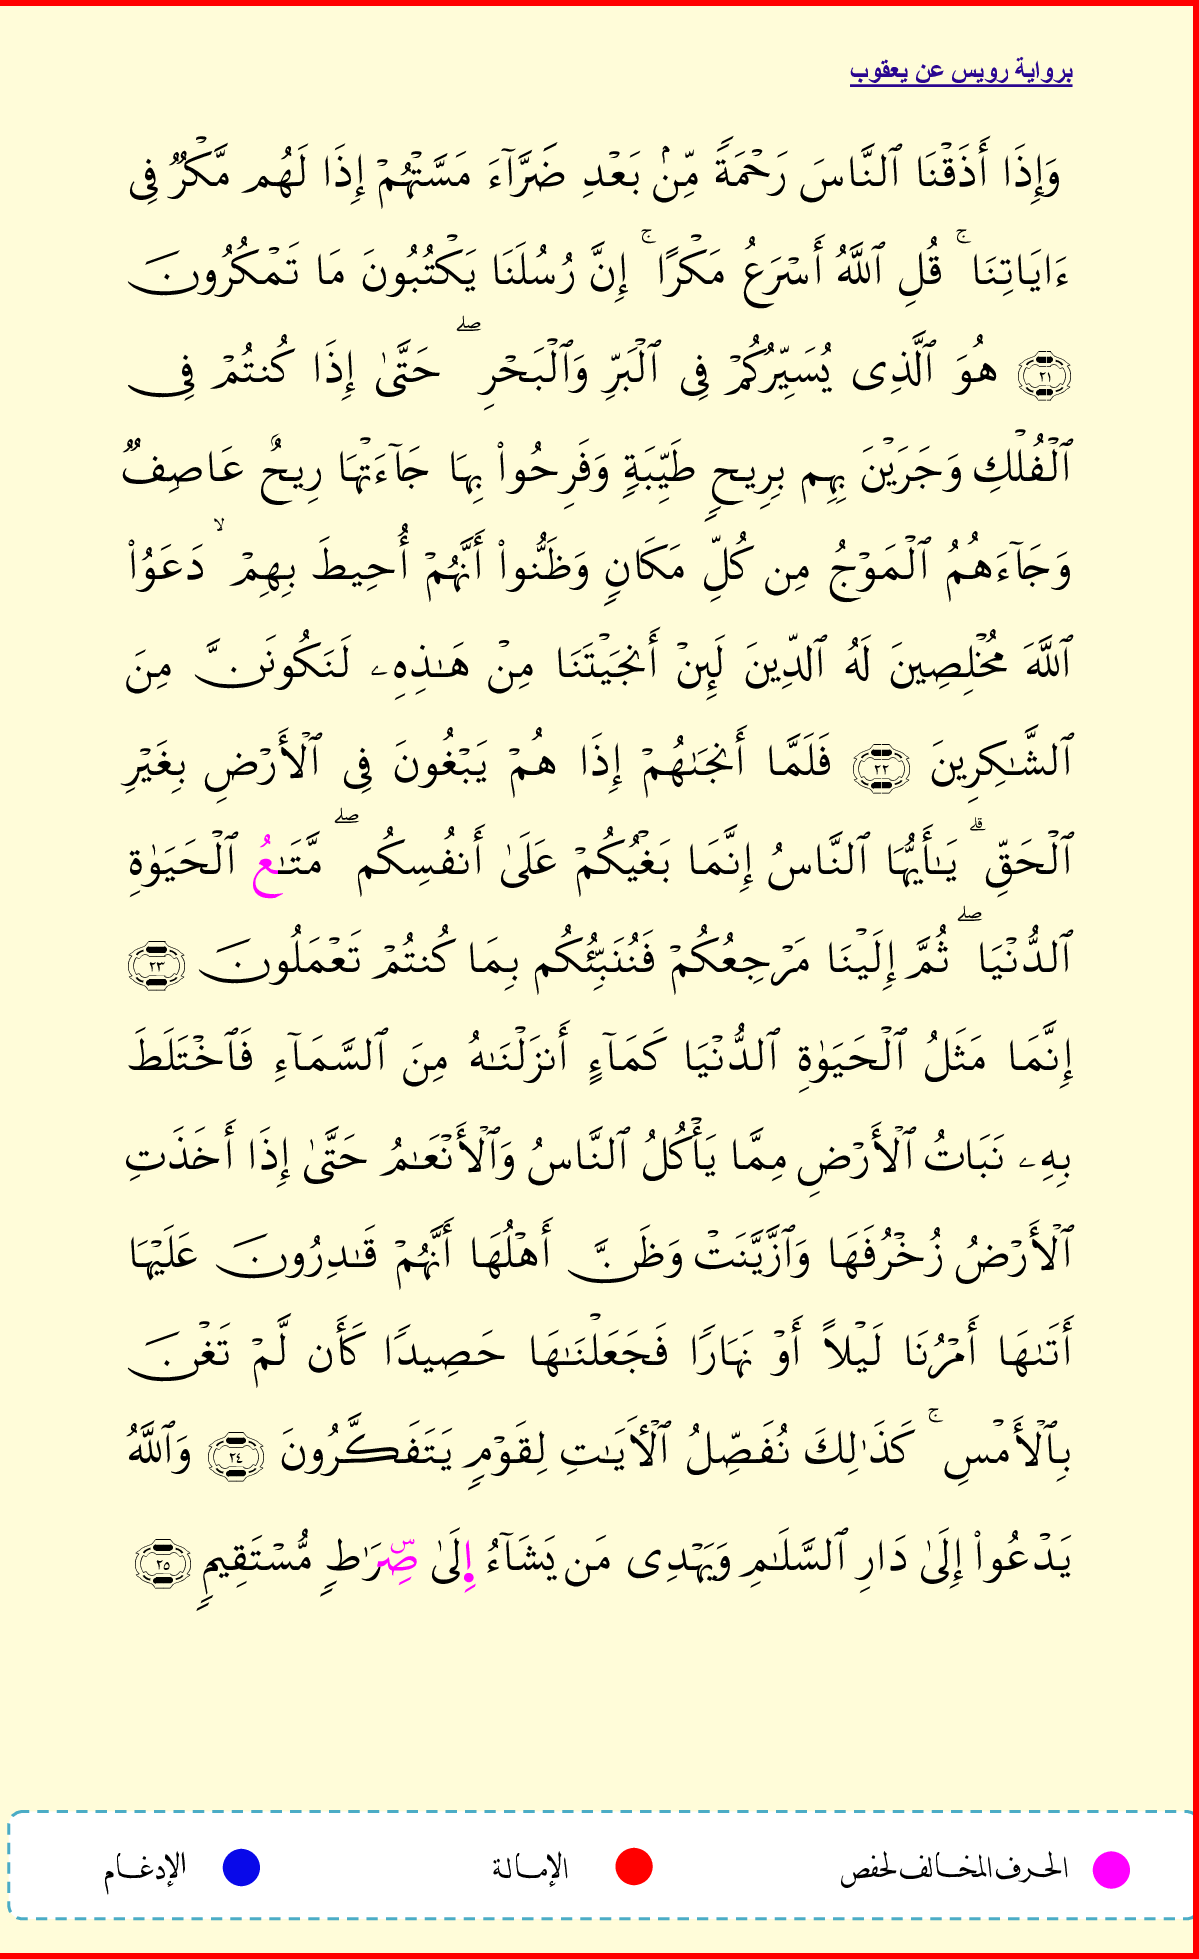 برواية رويس عن يعقوب
وَإِذَا أَذَقْنَا ٱلنَّاسَ رَحْمَةً مِّنۢ بَعْدِ ضَرَّآءَ مَسَّتْهُمْ إِذَا لَهُم مَّكْرٌ فِى
ءَايَاتِنَا ۚ قُلِ ٱللَّهُ أَسْرَعُ مَكْرًا ۚ إِنَّ رُسُلَنَا يَكْتُبُونَ مَا تَمْكُرُونَ
٢١ هُوَ ٱلَّذِى يُسَيِّرُكُمْ فِى ٱلْبَرِّ وَٱلْبَحْرِ ۖ حَتَّىٰ إِذَا كُنتُمْ فِى
ٱلْفُلْكِ وَجَرَيْنَ بِهِم بِرِيحٍ طَيِّبَةٍ وَفَرِحُوا۟ بِهَا جَآءَتْهَا رِيحٌ عَاصِفٌ
وَجَآءَهُمُ ٱلْمَوْجُ مِن كُلِّ مَكَانٍ وَظَنُّوا۟ أَنَّهُمْ أُحِيطَ بِهِمْ ۙ دَعَوُا۟
ٱللَّهَ مُخْلِصِينَ لَهُ ٱلدِّينَ لَئِنْ أَنجَيْتَنَا مِنْ هَـٰذِهِۦ لَنَكُونَنَّ مِنَ
ٱلشَّـٰكِرِينَ ٢٢ فَلَمَّا أَنجَىٰهُمْ إِذَا هُمْ يَبْغُونَ فِى ٱلْأَرْضِ بِغَيْرِ
ٱلْحَقِّ ۗ يَـٰأَيُّهَا ٱلنَّاسُ إِنَّمَا بَغْيُكُمْ عَلَىٰ أَنفُسِكُم ۖ مَّتَـٰعُ ٱلْحَيَوٰةِ
ٱلدُّنْيَا ۖ ثُمَّ إِلَيْنَا مَرْجِعُكُمْ فَنُنَبِّئُكُم بِمَا كُنتُمْ تَعْمَلُونَ ٢٣
إِنَّمَا مَثَلُ ٱلْحَيَوٰةِ ٱلدُّنْيَا كَمَآءٍ أَنزَلْنَـٰهُ مِنَ ٱلسَّمَآءِ فَٱخْتَلَطَ
بِهِۦ نَبَاتُ ٱلْأَرْضِ مِمَّا يَأْكُلُ ٱلنَّاسُ وَٱلْأَنْعَـٰمُ حَتَّىٰ إِذَا أَخَذَتِ
ٱلْأَرْضُ زُخْرُفَهَا وَٱزَّيَّنَتْ وَظَنَّ أَهْلُهَا أَنَّهُمْ قَـٰدِرُونَ عَلَيْهَا
أَتَىٰهَا أَمْرُنَا لَيْلًا أَوْ نَهَارًا فَجَعَلْنَـٰهَا حَصِيدًا كَأَن لَّمْ تَغْنَ
بِٱلْأَمْسِ ۚ كَذَٰلِكَ نُفَصِّلُ ٱلْـَٔايَـٰتِ لِقَوْمٍ يَتَفَكَّرُونَ ٢٤ وَٱللَّهُ
يَدْعُوا۟ إِلَىٰ دَارِ ٱلسَّلَـٰمِ وَيَهْدِى مَن يَشَآءُ إِلَىٰ صِّرَٰطٍ مُّسْتَقِيمٍ ٢٥
الحرف المخالف لحفص الإمالة الإدغام